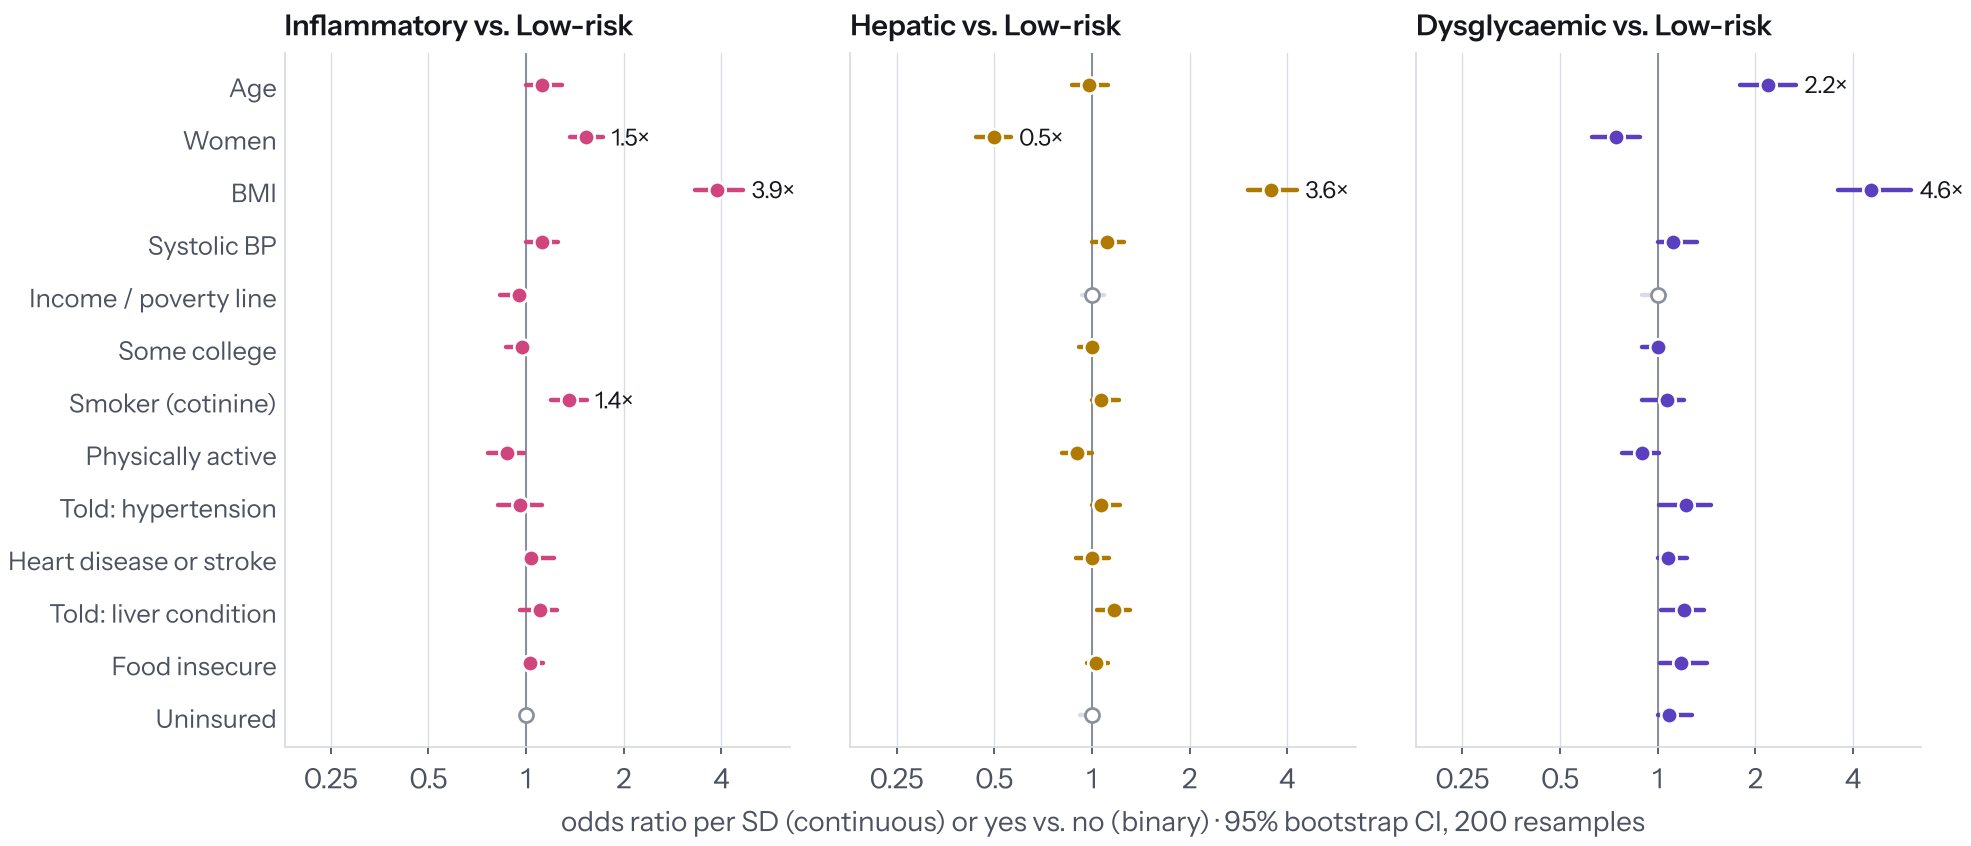 Inflammatory vs. Low-risk
Hepatic vs. Low-risk
Dysglycaemic vs. Low-risk
Age
2.2×
Women
1.5×
0.5×
BMI
3.9×
3.6×
4.6×
Systolic BP
Income / poverty line
Some college
Smoker (cotinine)
1.4×
Physically active
Told: hypertension
Heart disease or stroke
Told: liver condition
Food insecure
Uninsured
0.25 0.5 1 2 4
0.25 0.5 1 2 4
0.25 0.5 1 2 4
odds ratio per SD (continuous) or yes vs. no (binary) · 95% bootstrap CI, 200 resamples